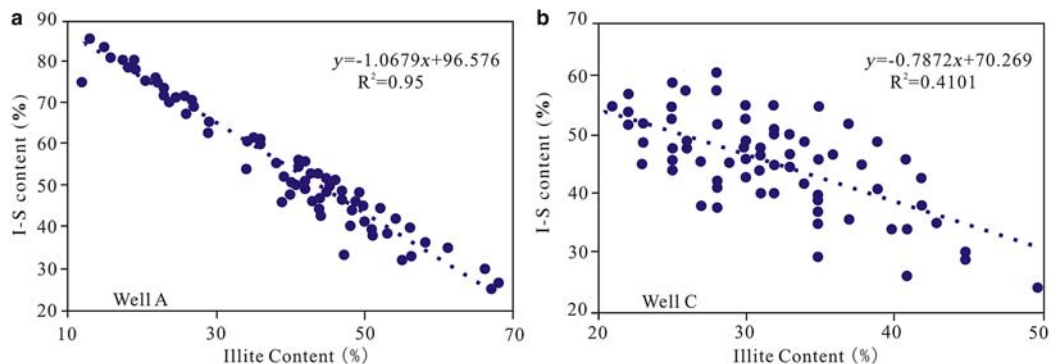 a
90
80
70
60
50
40
30
20
10
30
50
70
I-S content (%)
Illite Content (%)
y=-1.0679x+96.576
R²=0.95
Well A
b
70
60
50
40
30
20
20
30
40
50
I-S content (%)
Illite Content (%)
y=-0.7872x+70.269
R²=0.4101
Well C